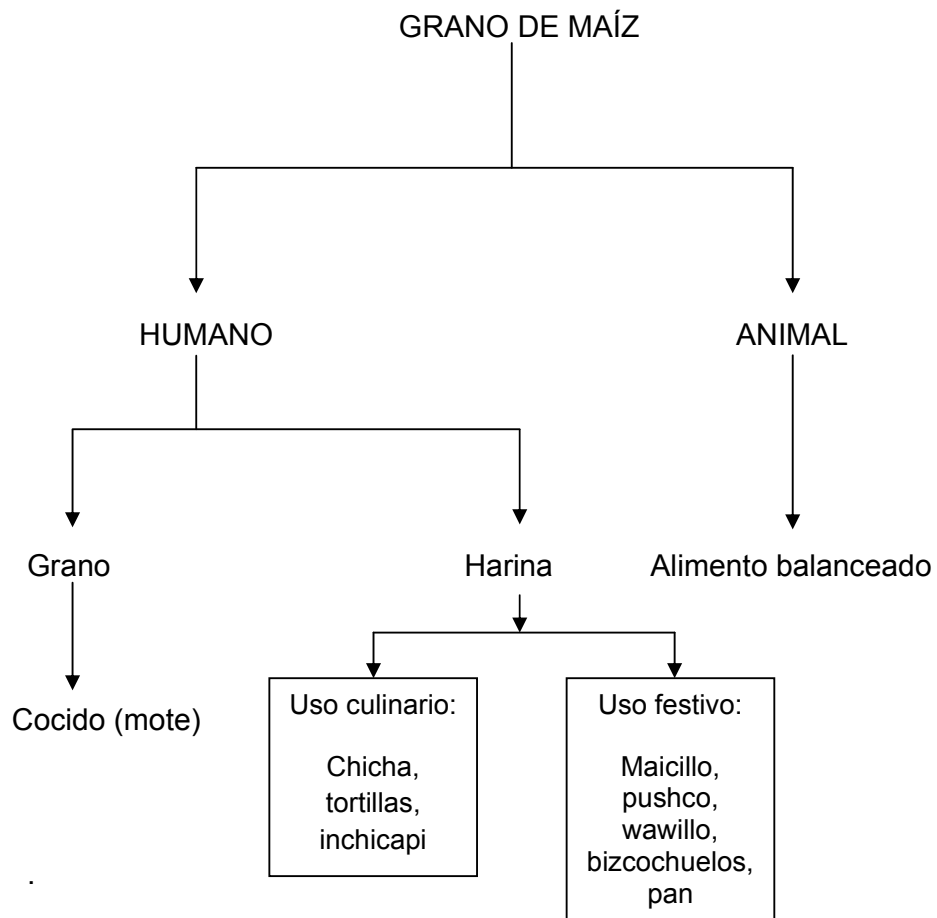 GRANO DE MAÍZ
HUMANO
ANIMAL
Grano
Harina
Alimento balanceado
Cocido (mote)
Uso culinario:
Chicha,
tortillas,
inchicapi
Uso festivo:
Maicillo,
pushco,
wawillo,
bizcochuelos,
pan
.